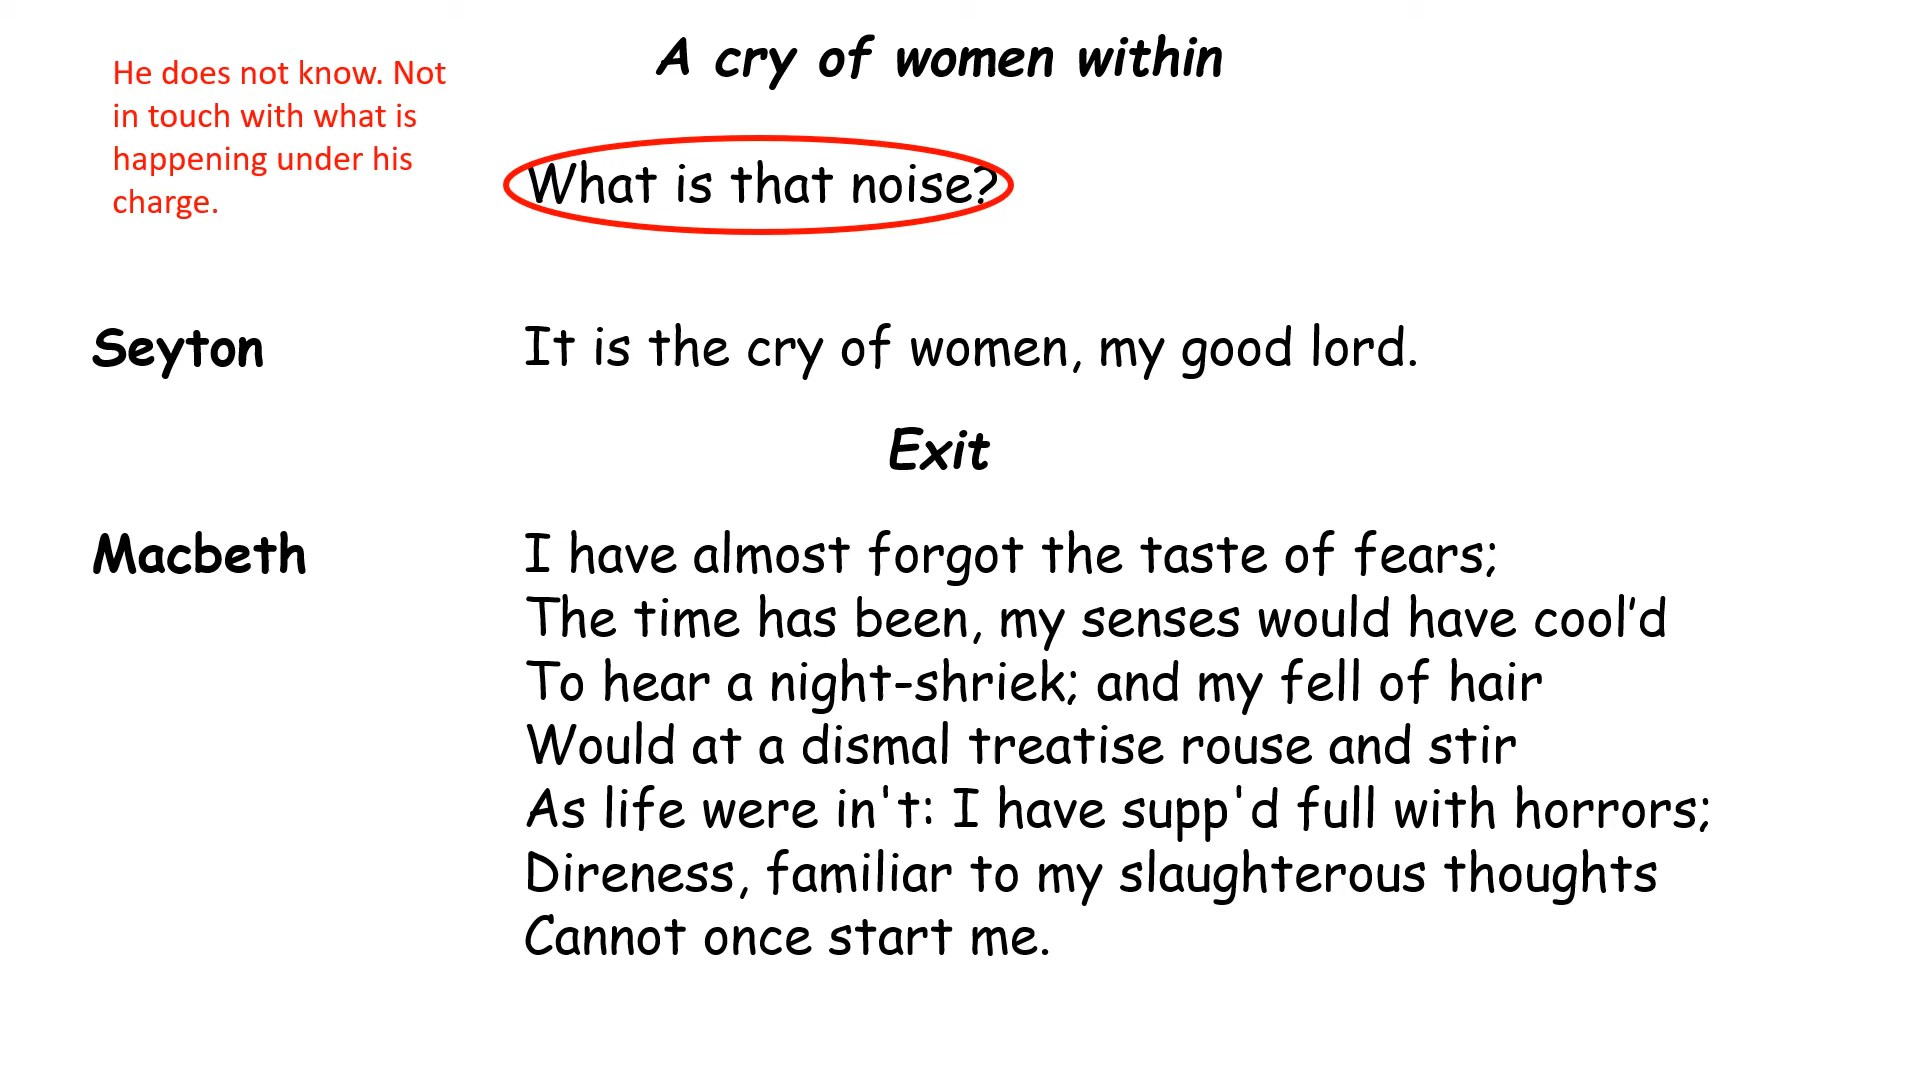 A cry of women within
He does not know. Not
in touch with what is
happening under his
charge.
What is that noise?
Seyton It is the cry of women, my good lord.
Exit
Macbeth I have almost forgot the taste of fears;
The time has been, my senses would have cool’d
To hear a night-shriek; and my fell of hair
Would at a dismal treatise rouse and stir
As life were in't: I have supp'd full with horrors;
Direness, familiar to my slaughterous thoughts
Cannot once start me.